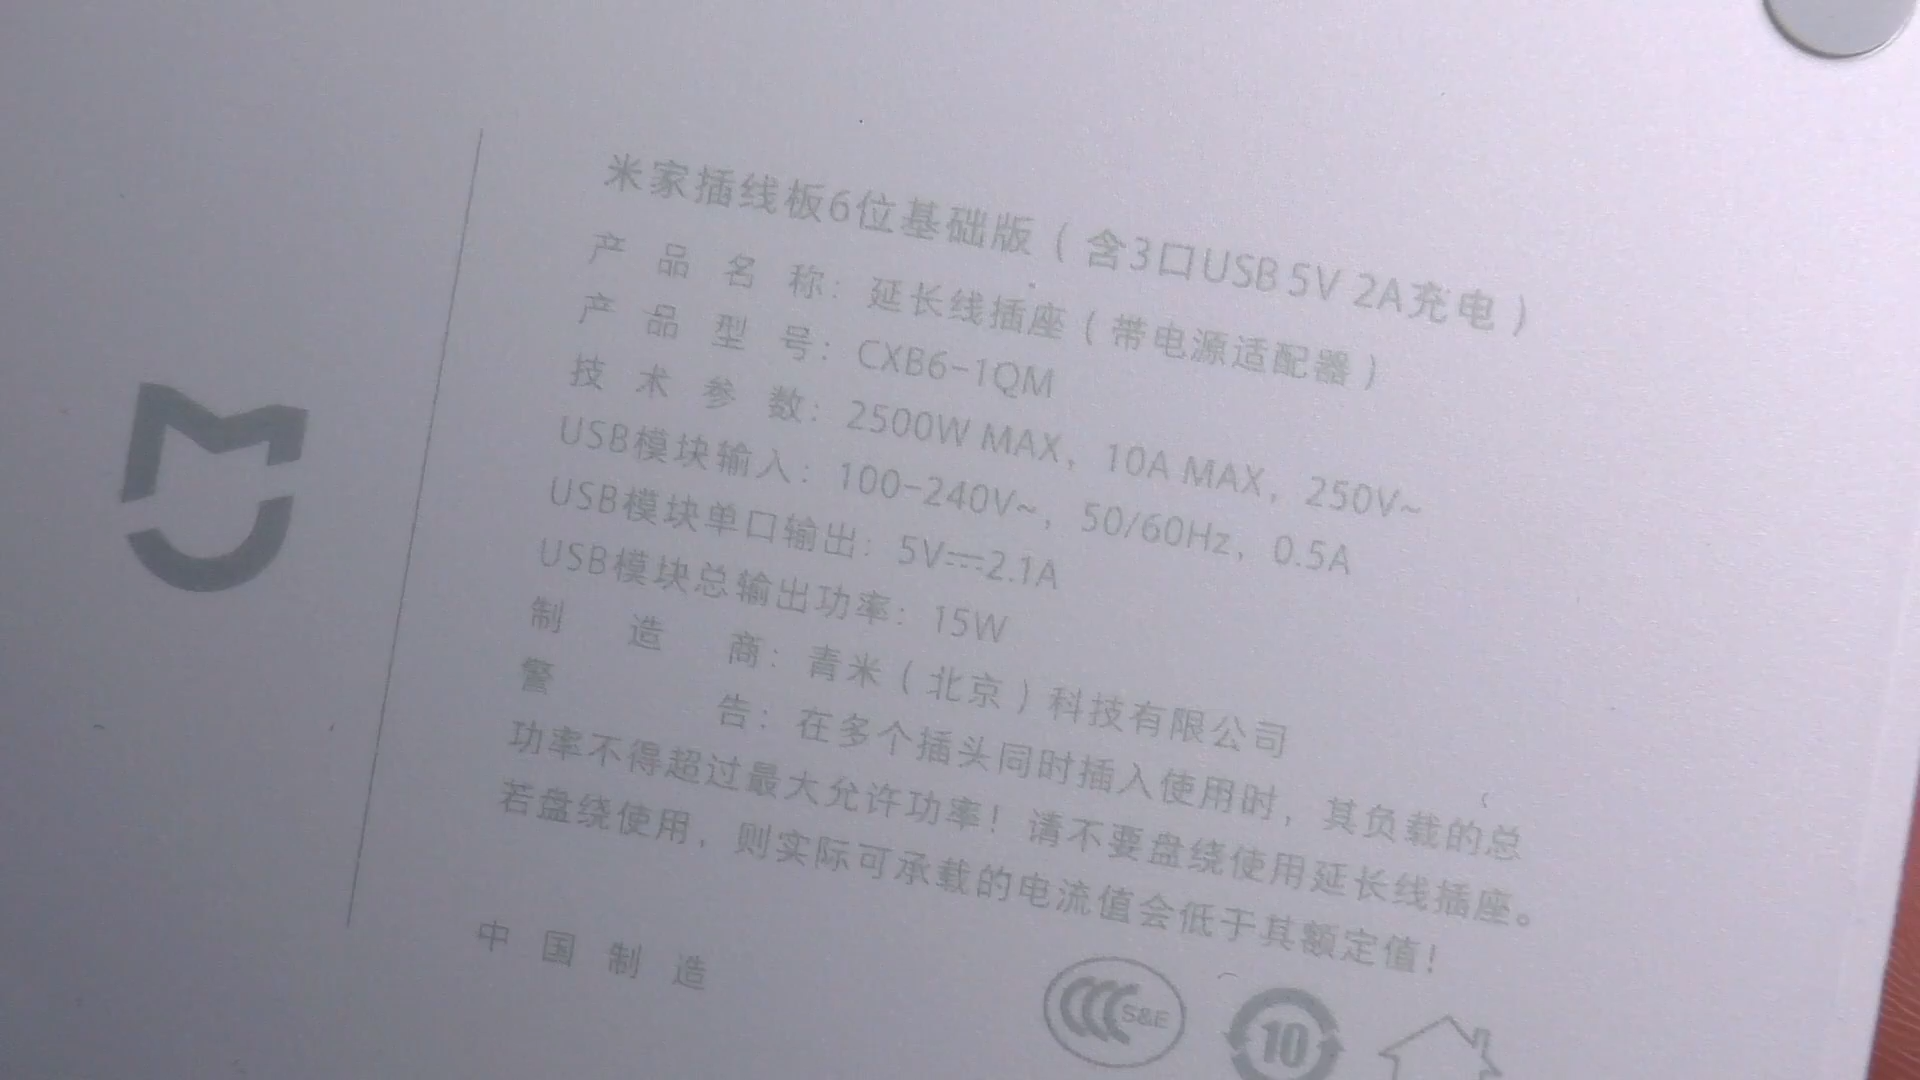 米家插线板6位基础版（含3口USB 5V 2A充电）
产品名称：延长线插座（带电源适配器）
产品型号：CXB6-1QM
技术参数：2500W MAX，10A MAX，250V~
USB模块输入：100-240V~，50/60Hz，0.5A
USB模块单口输出：5V⎓2.1A
USB模块总输出功率：15W
制造商：青米（北京）科技有限公司
警告：在多个插头同时插入使用时，其负载的总
功率不得超过最大允许功率！请不要盘绕使用延长线插座。
若盘绕使用，则实际可承载的电流值会低于其额定值！
中国制造
CCC S&E
10